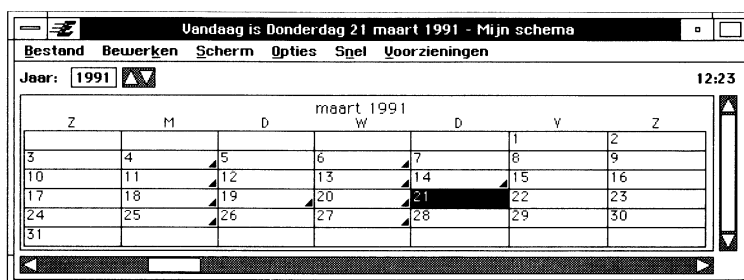 Vandaag is Donderdag 21 maart 1991 - Mijn schema
Bestand Bewerken Scherm Opties Snel Voorzieningen
Jaar: 1991 12:23
maart 1991
Z M D W D V Z
1 2
3 4 5 6 7 8 9
10 11 12 13 14 15 16
17 18 19 20 21 22 23
24 25 26 27 28 29 30
31